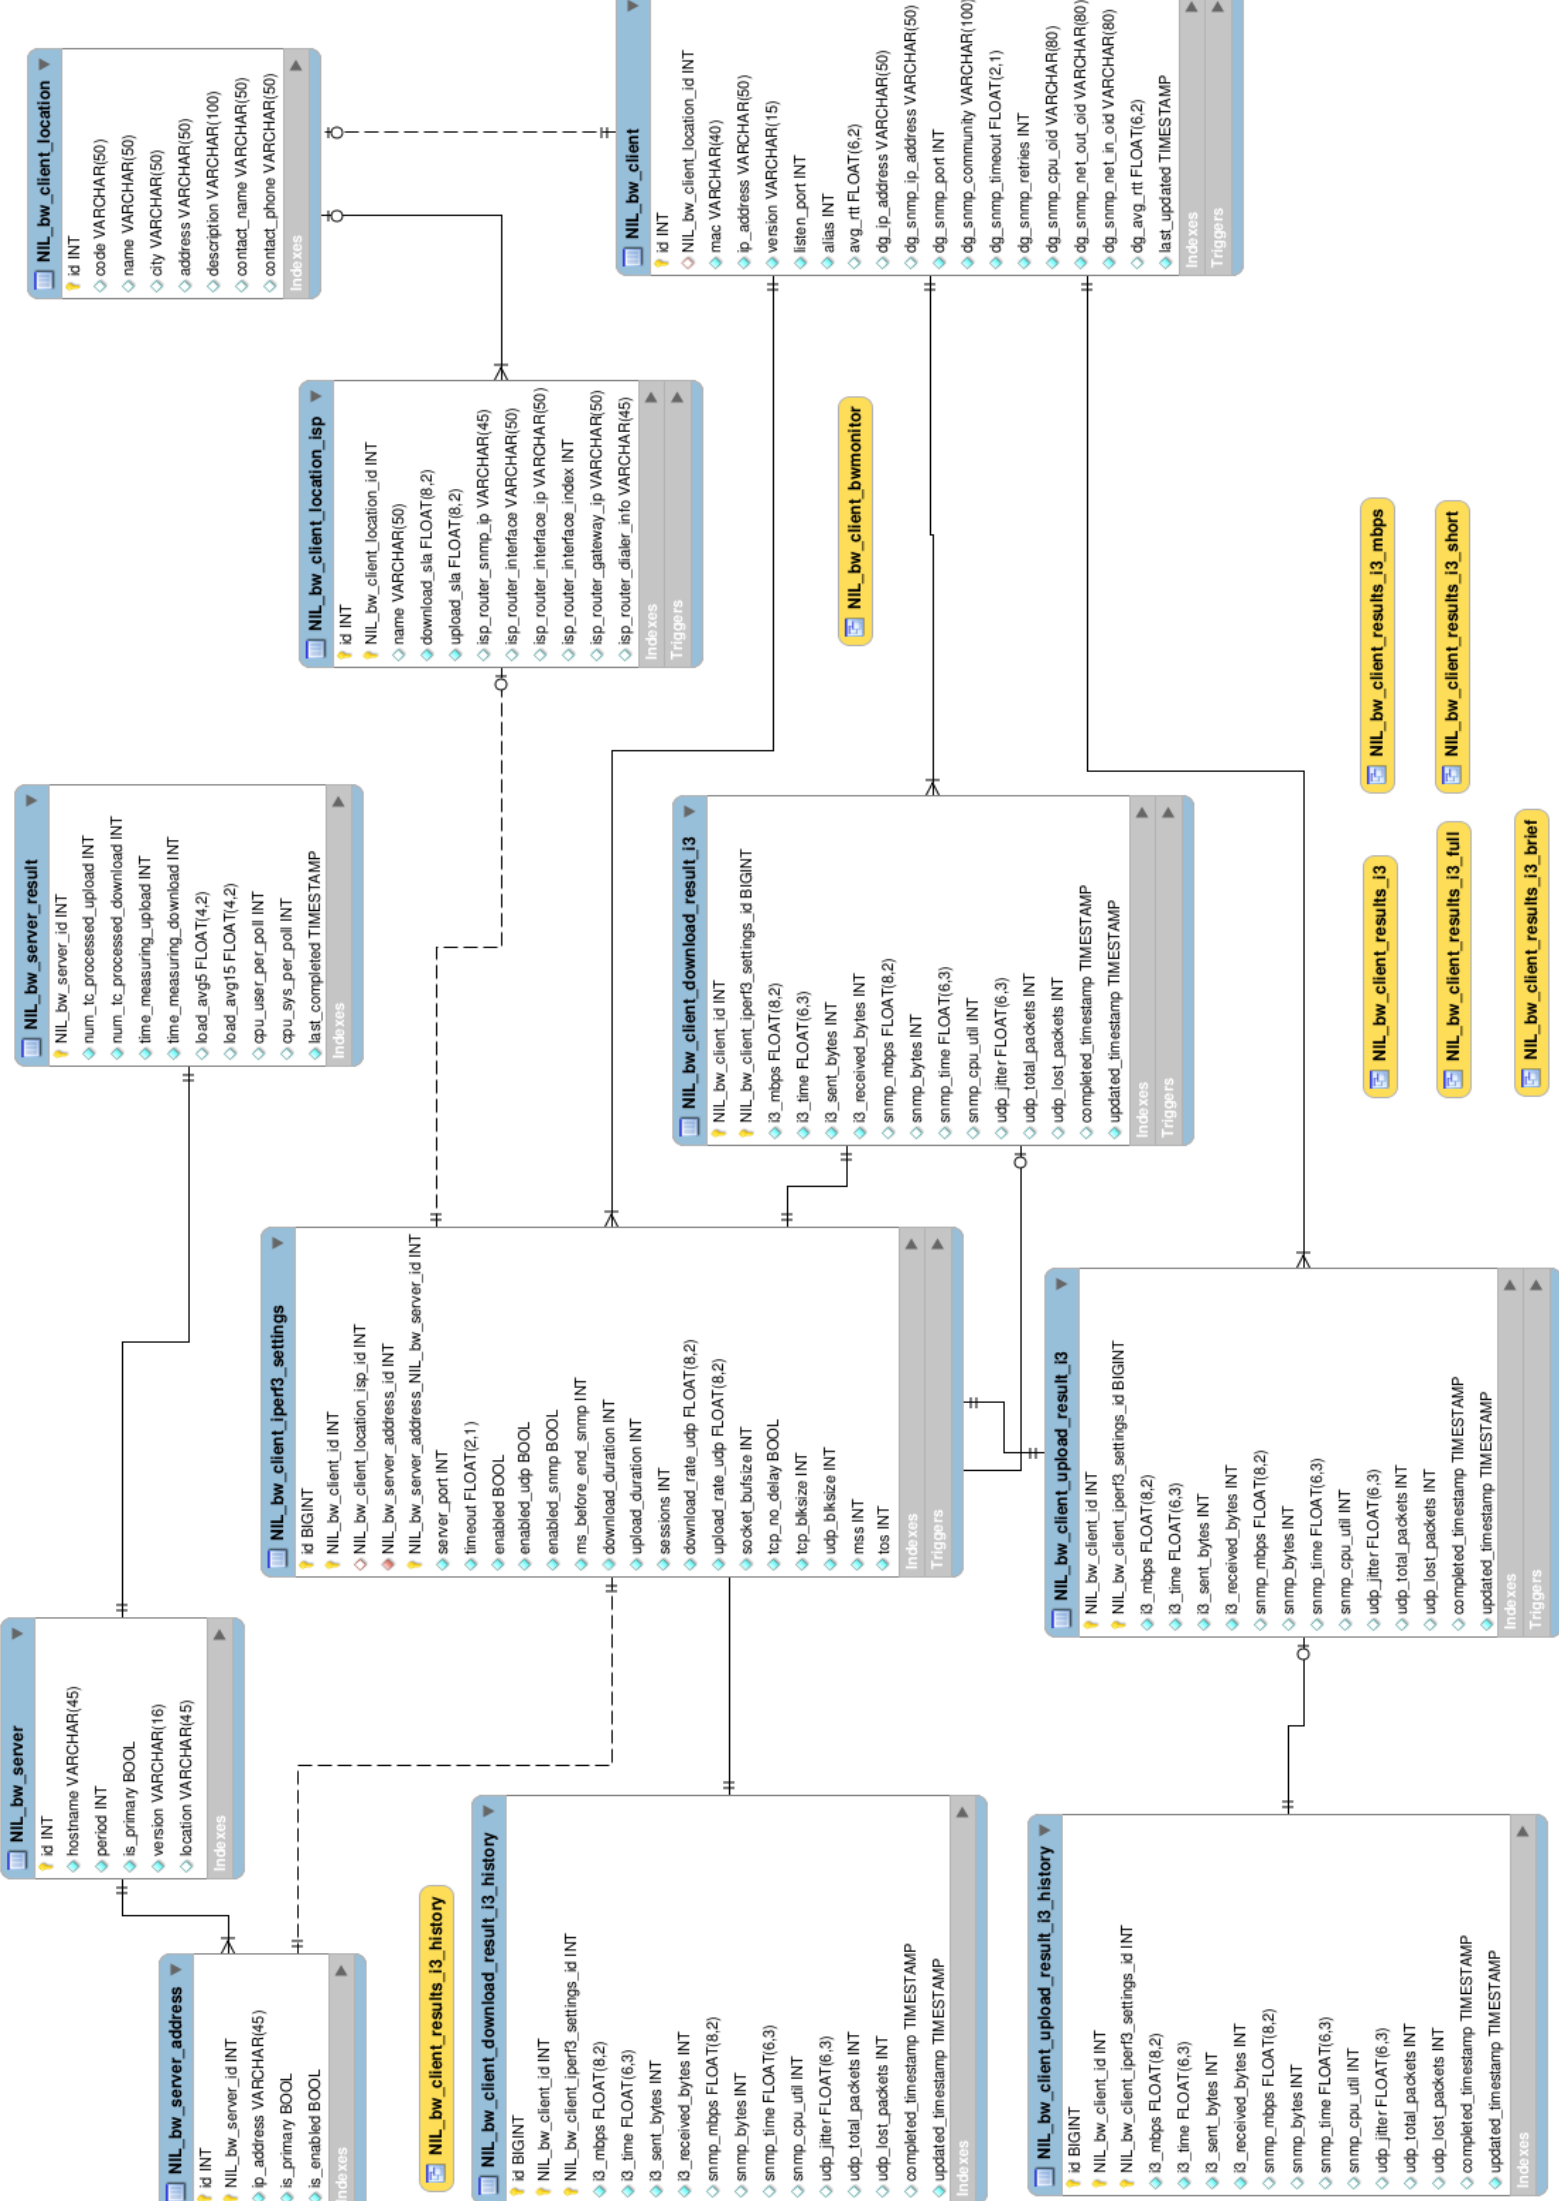 NIL_bw_server_address
id INT
NIL_bw_server_id INT
ip_address VARCHAR(45)
is_primary BOOL
is_enabled BOOL
Indexes
NIL_bw_server
id INT
hostname VARCHAR(45)
period INT
is_primary BOOL
version VARCHAR(16)
location VARCHAR(45)
Indexes
NIL_bw_server_result
NIL_bw_server_id INT
num_tc_processed_upload INT
num_tc_processed_download INT
time_measuring_upload INT
time_measuring_download INT
load_avg5 FLOAT(4,2)
load_avg15 FLOAT(4,2)
cpu_user_per_poll INT
cpu_sys_per_poll INT
last_completed TIMESTAMP
Indexes
NIL_bw_client_location
id INT
code VARCHAR(50)
name VARCHAR(50)
city VARCHAR(50)
address VARCHAR(50)
description VARCHAR(100)
contact_name VARCHAR(50)
contact_phone VARCHAR(50)
Indexes
NIL_bw_client_location_isp
id INT
NIL_bw_client_location_id INT
name VARCHAR(50)
download_sla FLOAT(8,2)
upload_sla FLOAT(8,2)
isp_router_snmp_ip VARCHAR(45)
isp_router_interface VARCHAR(50)
isp_router_interface_ip VARCHAR(50)
isp_router_interface_index INT
isp_router_gateway_ip VARCHAR(50)
isp_router_dialer_info VARCHAR(45)
Indexes
Triggers
NIL_bw_client_iperf3_settings
id BIGINT
NIL_bw_client_id INT
NIL_bw_client_location_isp_id INT
NIL_bw_server_address_id INT
NIL_bw_server_address_NIL_bw_server_id INT
server_port INT
timeout FLOAT(2,1)
enabled BOOL
enabled_udp BOOL
enabled_snmp BOOL
ms_before_end_snmp INT
download_duration INT
upload_duration INT
sessions INT
download_rate_udp FLOAT(8,2)
upload_rate_udp FLOAT(8,2)
socket_bufsize INT
tcp_no_delay BOOL
tcp_blksize INT
udp_blksize INT
mss INT
tos INT
Indexes
Triggers
NIL_bw_client_results_i3_history
NIL_bw_client_download_result_i3_history
id BIGINT
NIL_bw_client_id INT
NIL_bw_client_iperf3_settings_id INT
i3_mbps FLOAT(8,2)
i3_time FLOAT(6,3)
i3_sent_bytes INT
i3_received_bytes INT
snmp_mbps FLOAT(8,2)
snmp_bytes INT
snmp_time FLOAT(6,3)
snmp_cpu_util INT
udp_jitter FLOAT(6,3)
udp_total_packets INT
udp_lost_packets INT
completed_timestamp TIMESTAMP
updated_timestamp TIMESTAMP
Indexes
NIL_bw_client_download_result_i3
NIL_bw_client_id INT
NIL_bw_client_iperf3_settings_id BIGINT
i3_mbps FLOAT(8,2)
i3_time FLOAT(6,3)
i3_sent_bytes INT
i3_received_bytes INT
snmp_mbps FLOAT(8,2)
snmp_bytes INT
snmp_time FLOAT(6,3)
snmp_cpu_util INT
udp_jitter FLOAT(6,3)
udp_total_packets INT
udp_lost_packets INT
completed_timestamp TIMESTAMP
updated_timestamp TIMESTAMP
Indexes
Triggers
NIL_bw_client
id INT
NIL_bw_client_location_id INT
mac VARCHAR(40)
ip_address VARCHAR(50)
version VARCHAR(15)
listen_port INT
alias INT
avg_rtt FLOAT(6,2)
dg_ip_address VARCHAR(50)
dg_snmp_ip_address VARCHAR(50)
dg_snmp_port INT
dg_snmp_community VARCHAR(100)
dg_snmp_timeout FLOAT(2,1)
dg_snmp_retries INT
dg_snmp_cpu_oid VARCHAR(80)
dg_snmp_net_out_oid VARCHAR(80)
dg_snmp_net_in_oid VARCHAR(80)
dg_avg_rtt FLOAT(6,2)
last_updated TIMESTAMP
Indexes
Triggers
NIL_bw_client_bwmonitor
NIL_bw_client_upload_result_i3_history
id BIGINT
NIL_bw_client_id INT
NIL_bw_client_iperf3_settings_id INT
i3_mbps FLOAT(8,2)
i3_time FLOAT(6,3)
i3_sent_bytes INT
i3_received_bytes INT
snmp_mbps FLOAT(8,2)
snmp_bytes INT
snmp_time FLOAT(6,3)
snmp_cpu_util INT
udp_jitter FLOAT(6,3)
udp_total_packets INT
udp_lost_packets INT
completed_timestamp TIMESTAMP
updated_timestamp TIMESTAMP
Indexes
NIL_bw_client_upload_result_i3
NIL_bw_client_id INT
NIL_bw_client_iperf3_settings_id BIGINT
i3_mbps FLOAT(8,2)
i3_time FLOAT(6,3)
i3_sent_bytes INT
i3_received_bytes INT
snmp_mbps FLOAT(8,2)
snmp_bytes INT
snmp_time FLOAT(6,3)
snmp_cpu_util INT
udp_jitter FLOAT(6,3)
udp_total_packets INT
udp_lost_packets INT
completed_timestamp TIMESTAMP
updated_timestamp TIMESTAMP
Indexes
Triggers
NIL_bw_client_results_i3
NIL_bw_client_results_i3_mbps
NIL_bw_client_results_i3_full
NIL_bw_client_results_i3_short
NIL_bw_client_results_i3_brief